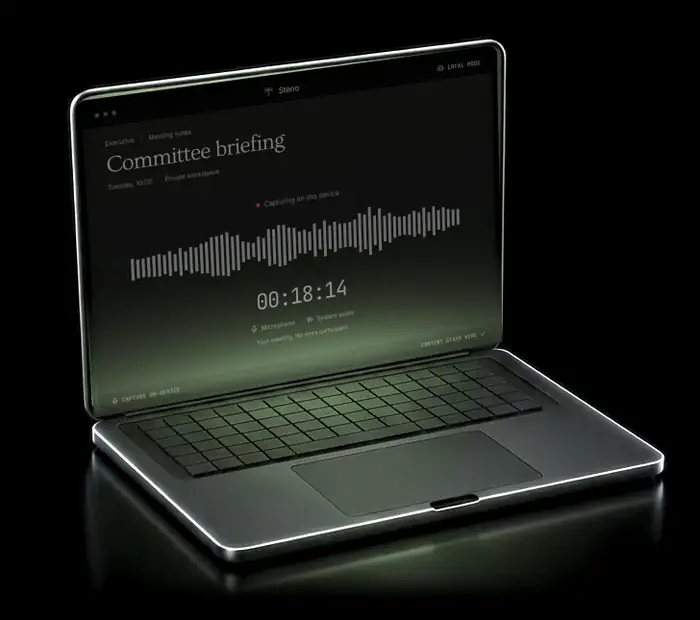 Steno
LOCAL MODE
Executive / Meeting notes
Committee briefing
Tuesday, 10:00 Private workspace
Capturing on this device
00:18:14
Microphone System audio
Your meeting. No extra participant.
CAPTURE ON-DEVICE
CONTENT STAYS HERE